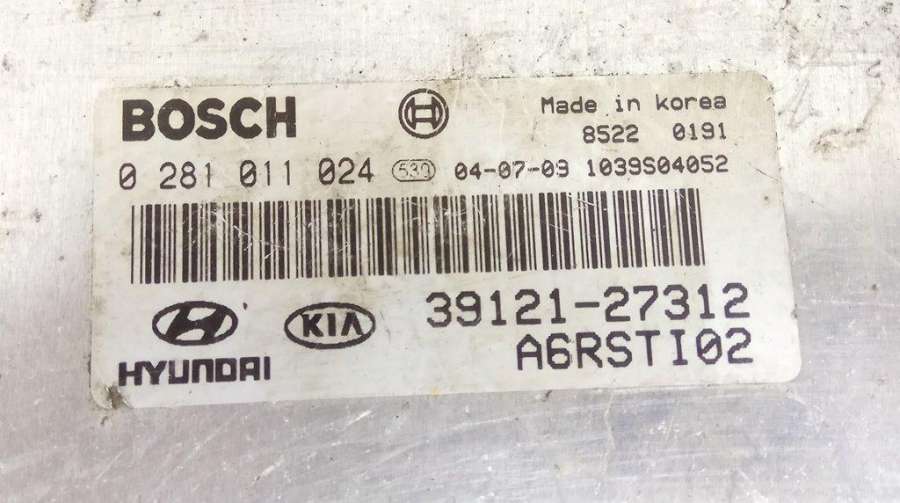 BOSCH
Made in korea
8522 0191
0 281 011 024 530 04-07-09 1039S04052
HYUNDAI
KIA
39121-27312
A6RSTI02